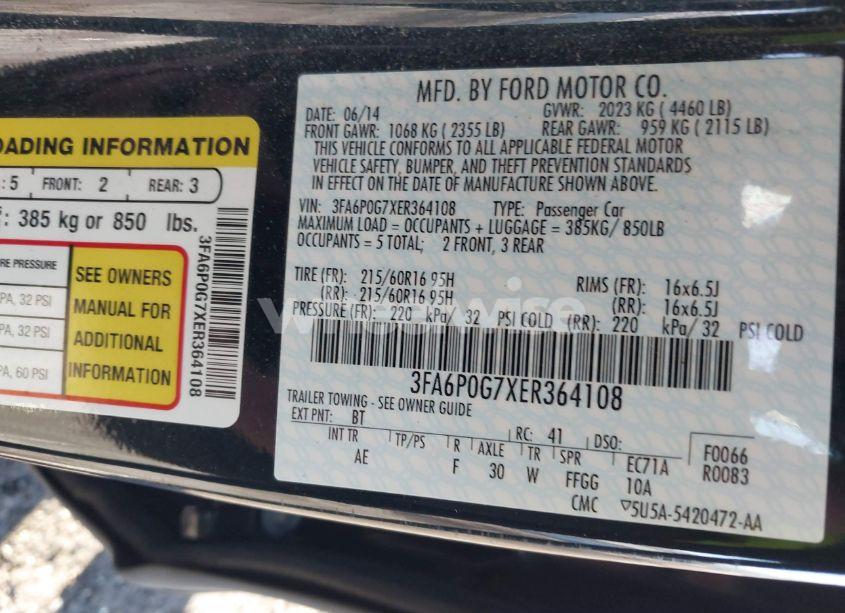 OADING INFORMATION
: 5 FRONT: 2 REAR: 3
: 385 kg or 850 lbs.
RE PRESSURE
PA, 32 PSI
PA, 32 PSI
PA, 60 PSI
SEE OWNERS
MANUAL FOR
ADDITIONAL
INFORMATION
3FA6P0G7XER364108
MFD. BY FORD MOTOR CO.
DATE: 06/14 GVWR: 2023 KG ( 4460 LB)
FRONT GAWR: 1068 KG ( 2355 LB) REAR GAWR: 959 KG ( 2115 LB)
THIS VEHICLE CONFORMS TO ALL APPLICABLE FEDERAL MOTOR
VEHICLE SAFETY, BUMPER, AND THEFT PREVENTION STANDARDS
IN EFFECT ON THE DATE OF MANUFACTURE SHOWN ABOVE.
VIN: 3FA6P0G7XER364108 TYPE: Passenger Car
MAXIMUM LOAD = OCCUPANTS + LUGGAGE = 385KG/ 850LB
OCCUPANTS = 5 TOTAL; 2 FRONT, 3 REAR
TIRE (FR): 215/60R16 95H RIMS (FR): 16x6.5J
(RR): 215/60R16 95H (RR): 16x6.5J
PRESSURE (FR): 220 kPa/ 32 PSI COLD (RR): 220 kPa/ 32 PSI COLD
3FA6P0G7XER364108
TRAILER TOWING - SEE OWNER GUIDE
EXT PNT: BT RC: 41 DSO: F0066
INT TR TP/PS R AXLE TR SPR EC71A R0083
AE F 30 W FFGG 10A
CMC ▽5U5A-5420472-AA
wheelwise